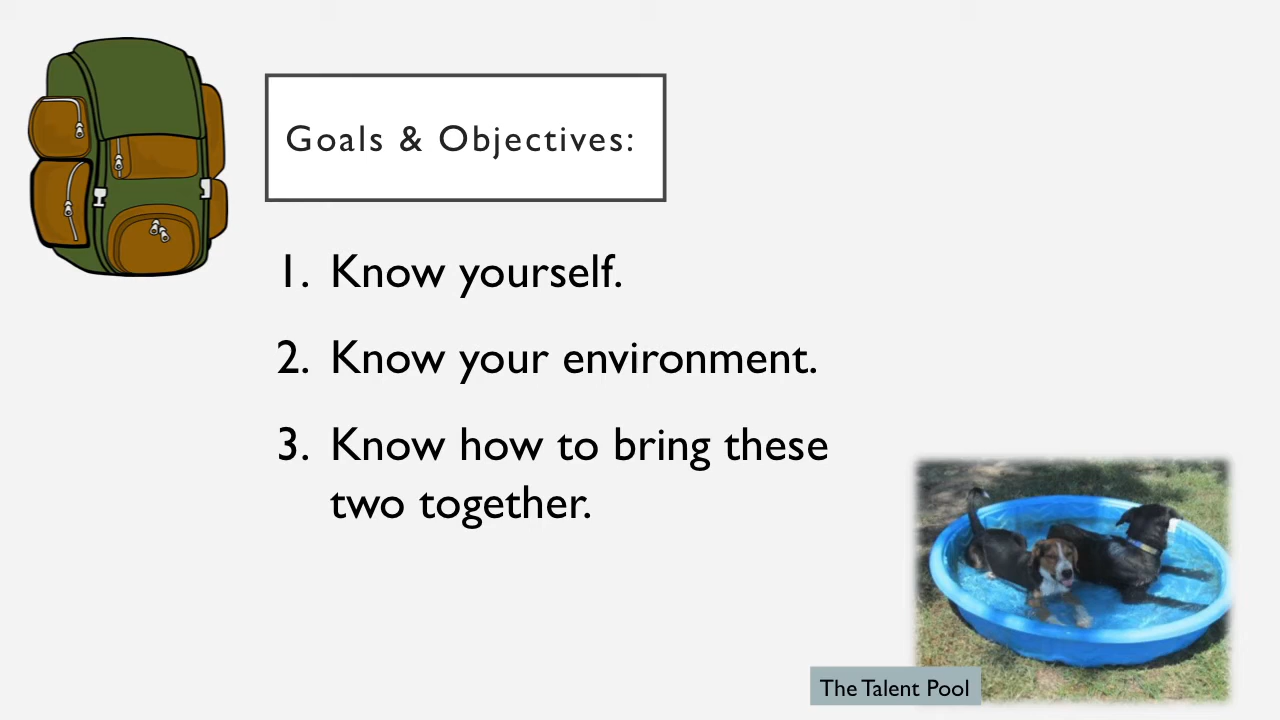 Goals & Objectives:
1. Know yourself.
2. Know your environment.
3. Know how to bring these
two together.
The Talent Pool